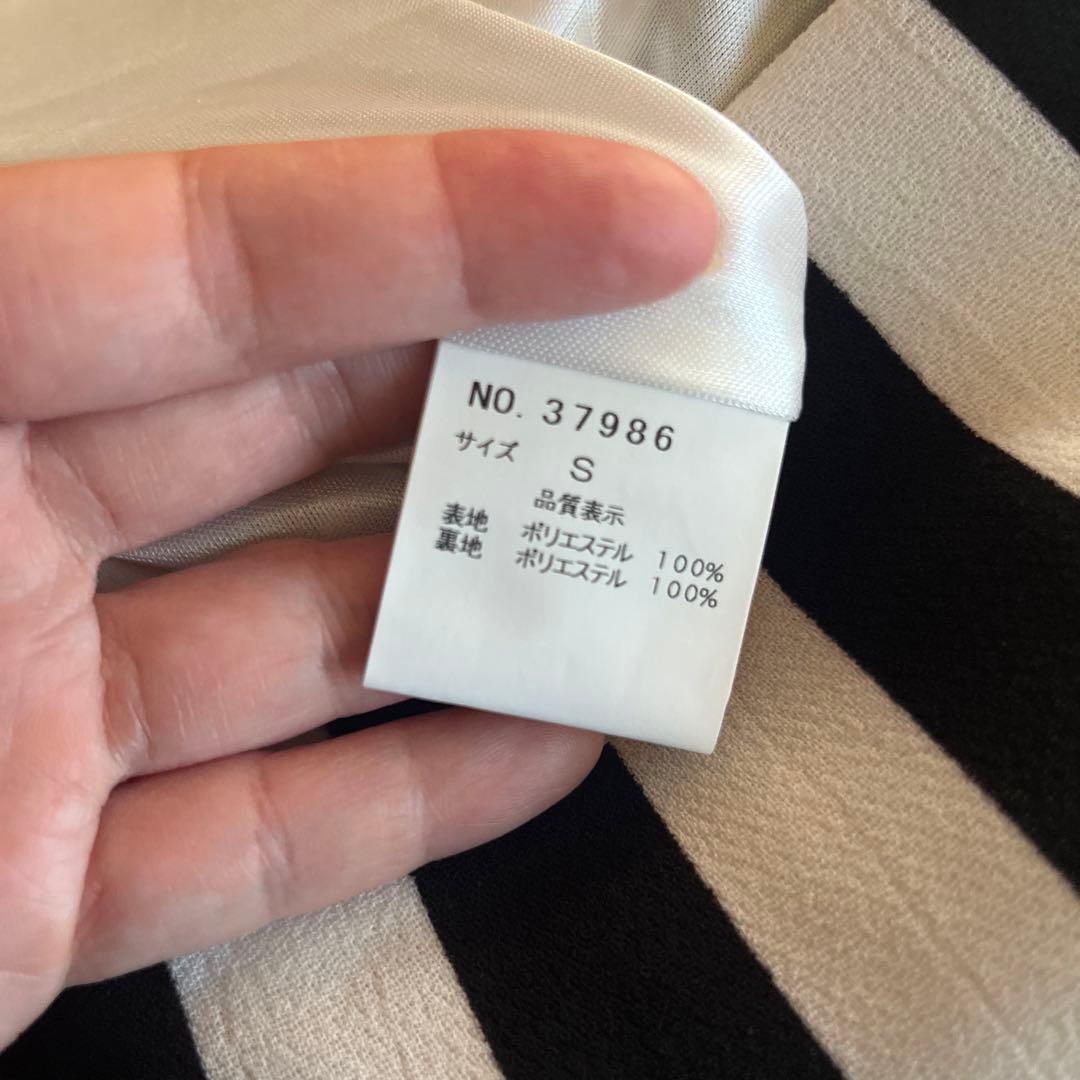 NO. 37986
サイズ S
品質表示
表地 ポリエステル 100%
裏地 ポリエステル 100%